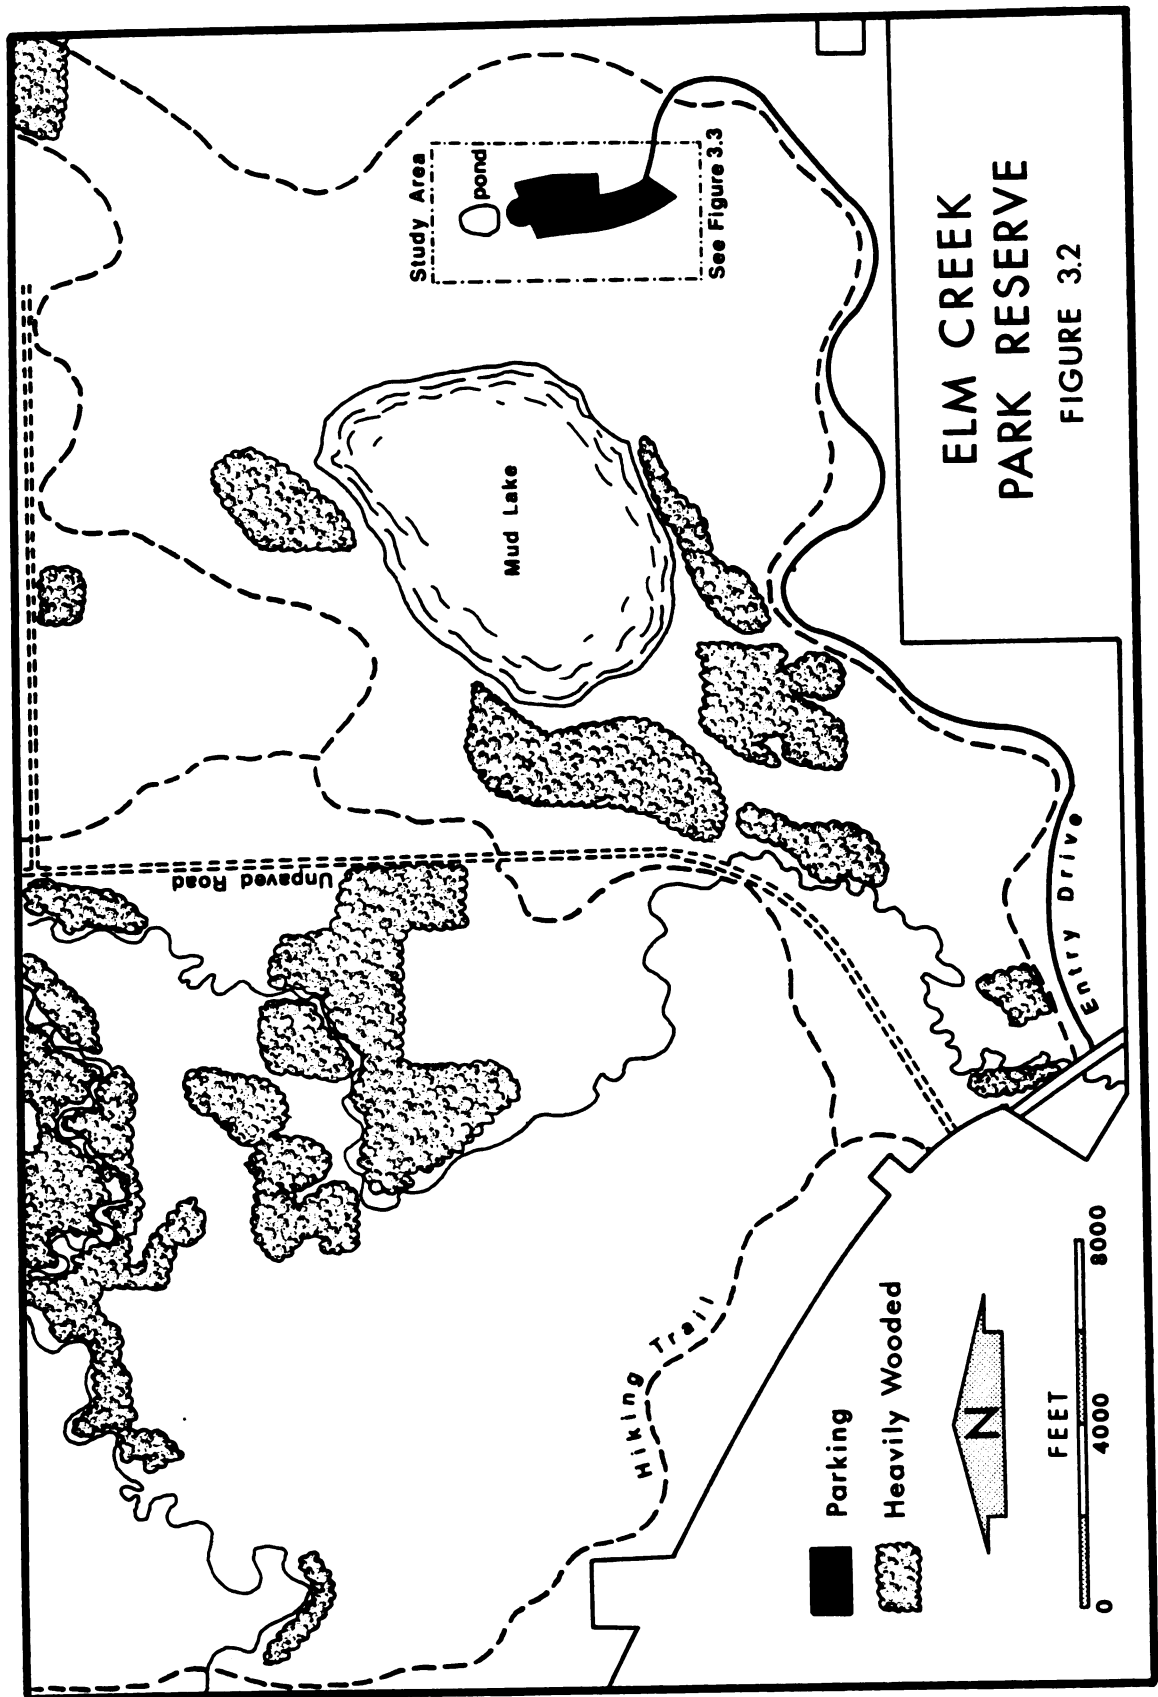 Study Area
pond
See Figure 3.3
Mud Lake
Unpaved Road
Entry Drive
Hiking Trail
ELM CREEK
PARK RESERVE
FIGURE 3.2
Parking
Heavily Wooded
N
FEET
0 4000 8000